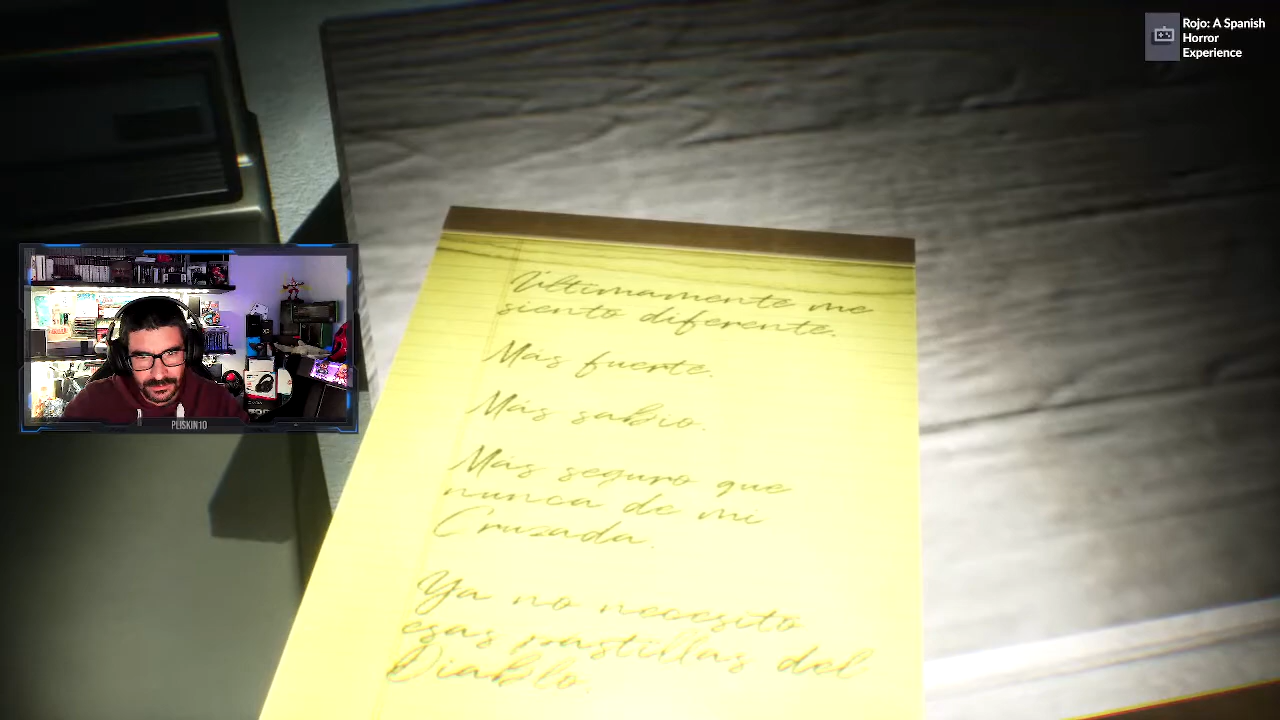 Rojo: A Spanish
Horror
Experience
Últimamente me
siento diferente.
Más fuerte.
Más sabio.
Más seguro que
nunca de mi
Cruzada.
Ya no necesito
esas pastillas del
Diablo.
PLISKIN10